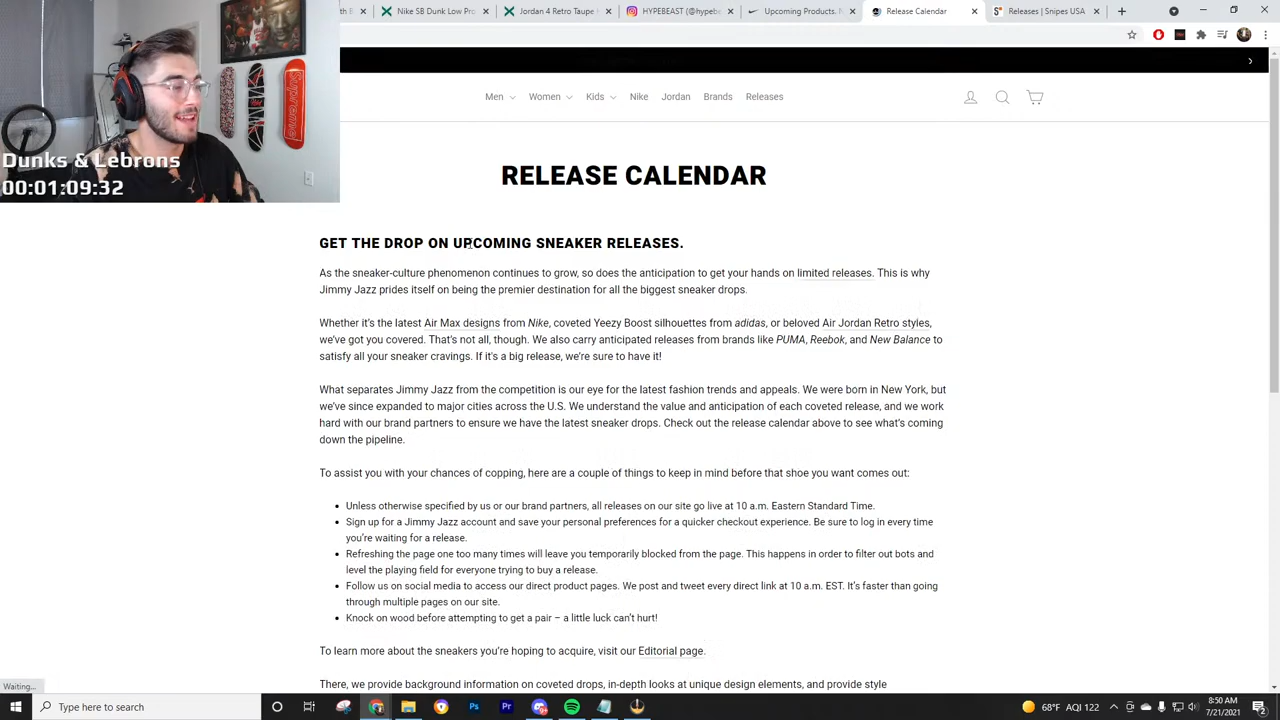 th B
Nike SB Dunk Low Pro
Jordan 4 Retro Taupe
HYPEBEAST (@hypebe
Upcoming Products. N
Release Calendar
Releases | Snipes USA
Men Women Kids Nike Jordan Brands Releases
Supreme
Dunks & Lebrons
00:01:09:32
RELEASE CALENDAR
GET THE DROP ON UPCOMING SNEAKER RELEASES.
As the sneaker-culture phenomenon continues to grow, so does the anticipation to get your hands on limited releases. This is why
Jimmy Jazz prides itself on being the premier destination for all the biggest sneaker drops.
Whether it’s the latest Air Max designs from Nike, coveted Yeezy Boost silhouettes from adidas, or beloved Air Jordan Retro styles,
we’ve got you covered. That’s not all, though. We also carry anticipated releases from brands like PUMA, Reebok, and New Balance to
satisfy all your sneaker cravings. If it’s a big release, we’re sure to have it!
What separates Jimmy Jazz from the competition is our eye for the latest fashion trends and appeals. We were born in New York, but
we’ve since expanded to major cities across the U.S. We understand the value and anticipation of each coveted release, and we work
hard with our brand partners to ensure we have the latest sneaker drops. Check out the release calendar above to see what’s coming
down the pipeline.
To assist you with your chances of copping, here are a couple of things to keep in mind before that shoe you want comes out:
• Unless otherwise specified by us or our brand partners, all releases on our site go live at 10 a.m. Eastern Standard Time.
• Sign up for a Jimmy Jazz account and save your personal preferences for a quicker checkout experience. Be sure to log in every time
you’re waiting for a release.
• Refreshing the page one too many times will leave you temporarily blocked from the page. This happens in order to filter out bots and
level the playing field for everyone trying to buy a release.
• Follow us on social media to access our direct product pages. We post and tweet every direct link at 10 a.m. EST. It’s faster than going
through multiple pages on our site.
• Knock on wood before attempting to get a pair – a little luck can’t hurt!
To learn more about the sneakers you’re hoping to acquire, visit our Editorial page.
There, we provide background information on coveted drops, in-depth looks at unique design elements, and provide style
Waiting...
Type here to search
68°F AQI 122
8:50 AM
7/21/2021